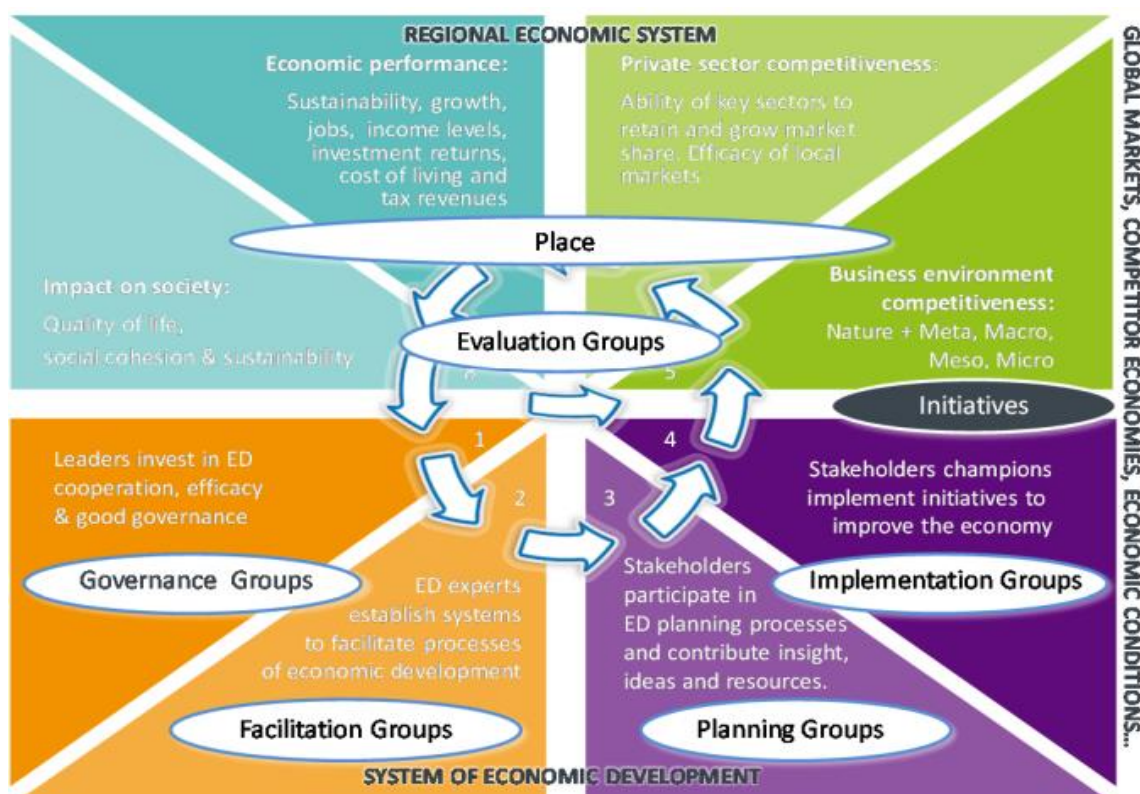 REGIONAL ECONOMIC SYSTEM
Economic performance:
Sustainability, growth,
jobs, income levels,
investment returns,
cost of living and
tax revenues
Private sector competitiveness:
Ability of key sectors to
retain and grow market
share. Efficacy of local
markets
Place
Impact on society:
Quality of life,
social cohesion & sustainability
Evaluation Groups
Business environment
competitiveness:
Nature + Meta, Macro,
Meso, Micro
5
Initiatives
1
2
3
4
Leaders invest in ED
cooperation, efficacy
& good governance
Governance Groups
ED experts
establish systems
to facilitate processes
of economic development
Facilitation Groups
Stakeholders
participate in
ED planning processes
and contribute insight,
ideas and resources.
Planning Groups
Stakeholders champions
implement initiatives to
improve the economy
Implementation Groups
SYSTEM OF ECONOMIC DEVELOPMENT
GLOBAL MARKETS, COMPETITOR ECONOMIES, ECONOMIC CONDITIONS...